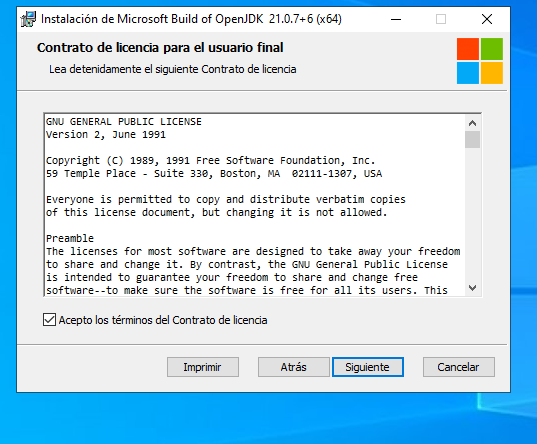 Instalación de Microsoft Build of OpenJDK 21.0.7+6 (x64)
Contrato de licencia para el usuario final
Lea detenidamente el siguiente Contrato de licencia
GNU GENERAL PUBLIC LICENSE
Version 2, June 1991
Copyright (C) 1989, 1991 Free Software Foundation, Inc.
59 Temple Place - Suite 330, Boston, MA  02111-1307, USA
Everyone is permitted to copy and distribute verbatim copies
of this license document, but changing it is not allowed.
Preamble
The licenses for most software are designed to take away your freedom
to share and change it. By contrast, the GNU General Public License
is intended to guarantee your freedom to share and change free
software--to make sure the software is free for all its users. This
Acepto los términos del Contrato de licencia
Imprimir
Atrás
Siguiente
Cancelar